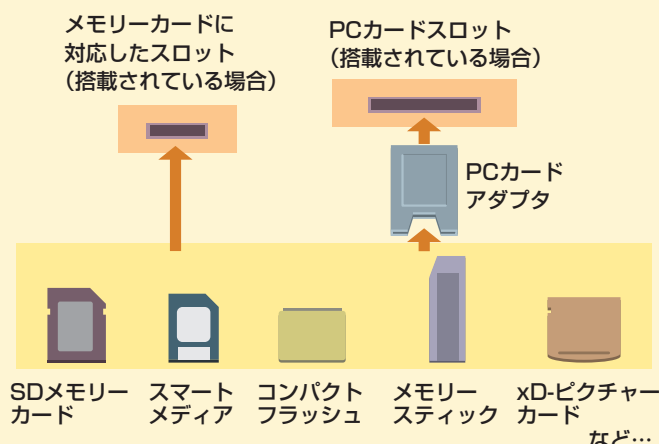 メモリーカードに
対応したスロット
（搭載されている場合）
PCカードスロット
（搭載されている場合）
PCカード
アダプタ
SDメモリー
カード
スマート
メディア
コンパクト
フラッシュ
メモリー
スティック
xD-ピクチャー
カード
など…